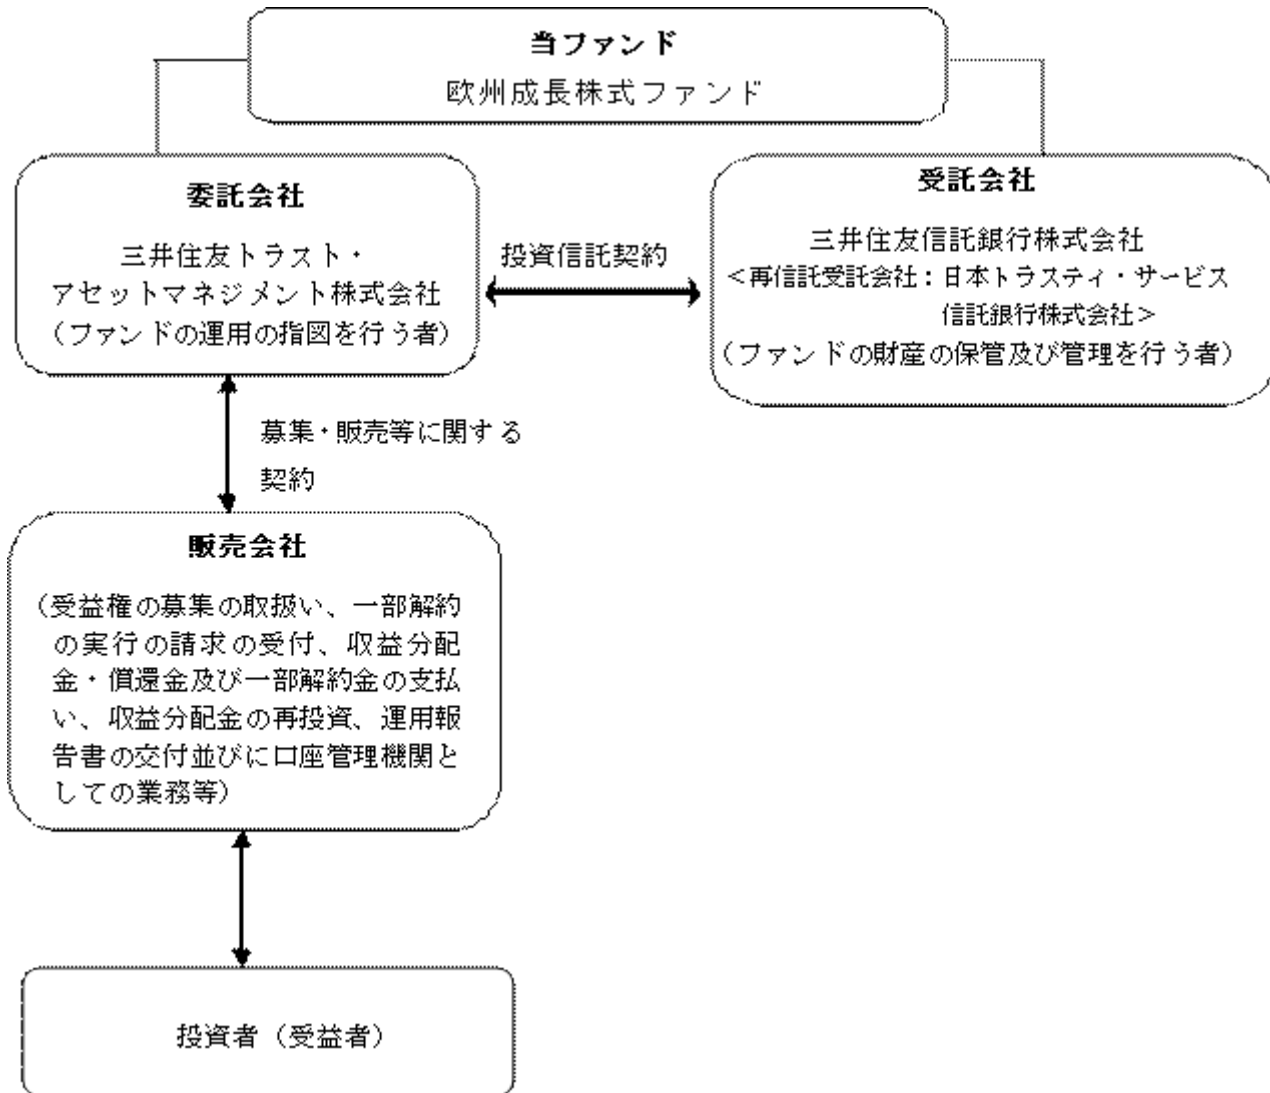 当ファンド
欧州成長株式ファンド
委託会社
三井住友トラスト・
アセットマネジメント株式会社
（ファンドの運用の指図を行う者）
投資信託契約
受託会社
三井住友信託銀行株式会社
＜再信託受託会社：日本トラスティ・サービス
信託銀行株式会社＞
（ファンドの財産の保管及び管理を行う者）
募集・販売等に関する
契約
販売会社
（受益権の募集の取扱い、一部解約
の実行の請求の受付、収益分配
金・償還金及び一部解約金の支払
い、収益分配金の再投資、運用報
告書の交付並びに口座管理機関と
しての業務等）
投資者（受益者）